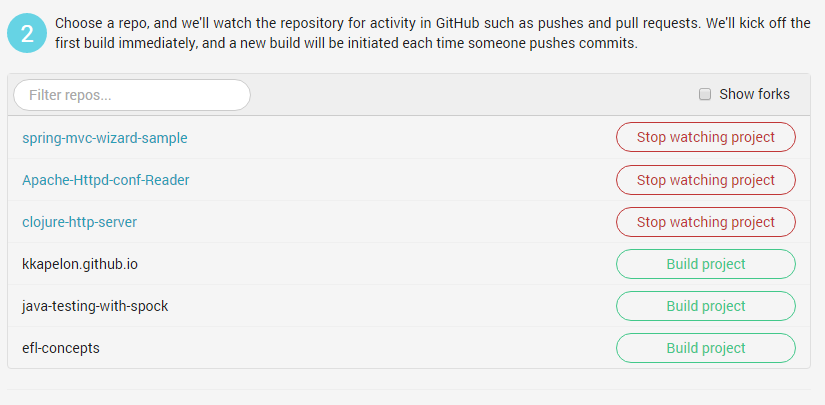 2
Choose a repo, and we'll watch the repository for activity in GitHub such as pushes and pull requests. We'll kick off the
first build immediately, and a new build will be initiated each time someone pushes commits.
Filter repos... Show forks
spring-mvc-wizard-sample Stop watching project
Apache-Httpd-conf-Reader Stop watching project
clojure-http-server Stop watching project
kkapelon.github.io Build project
java-testing-with-spock Build project
efl-concepts Build project